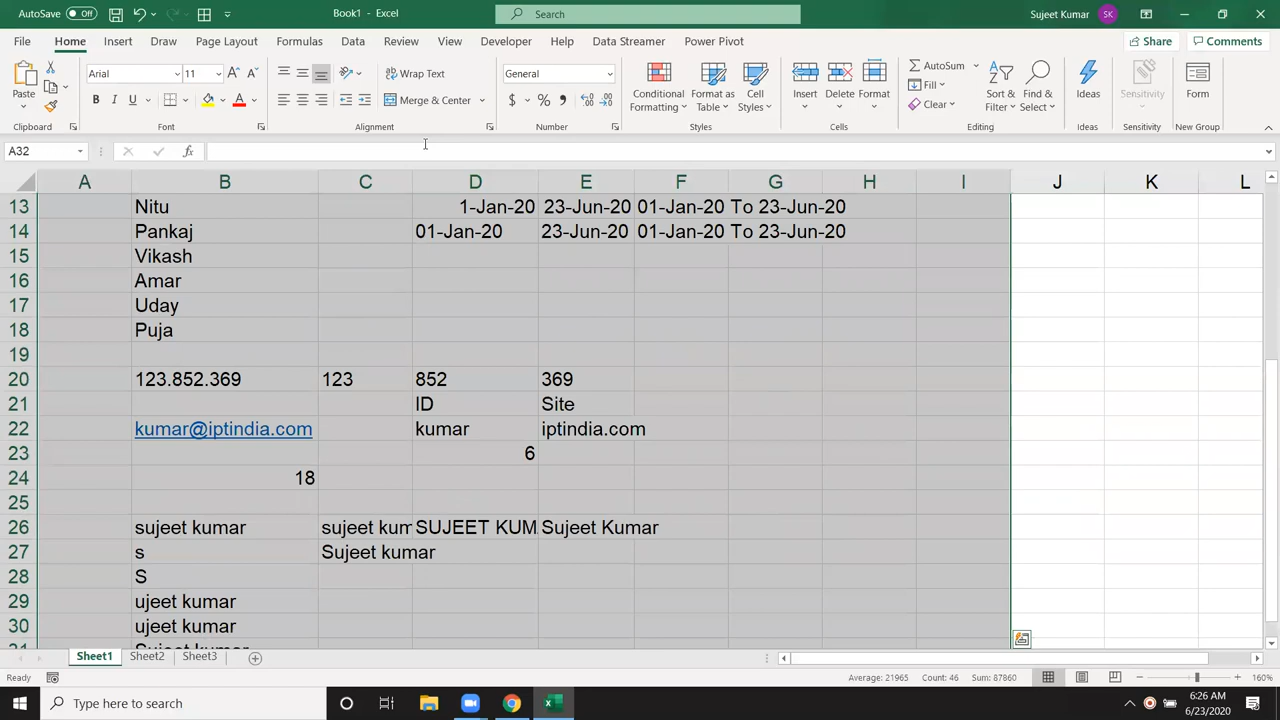 AutoSave Off Book1 - Excel Search Sujeet Kumar SK
File Home Insert Draw Page Layout Formulas Data Review View Developer Help Data Streamer Power Pivot Share Comments
Paste Arial 11 Wrap Text General Conditional Formatting Format as Table Cell Styles Insert Delete Format AutoSum Fill Clear Sort & Filter Find & Select Ideas Sensitivity Form
B I U A Merge & Center $ %
Clipboard Font Alignment Number Styles Cells Editing Ideas Sensitivity New Group
A32 fx
A B C D E F G H I J K L
13 Nitu 1-Jan-20 23-Jun-20 01-Jan-20 To 23-Jun-20
14 Pankaj 01-Jan-20 23-Jun-20 01-Jan-20 To 23-Jun-20
15 Vikash
16 Amar
17 Uday
18 Puja
19
20 123.852.369 123 852 369
21 ID Site
22 kumar@iptindia.com kumar iptindia.com
23 6
24 18
25
26 sujeet kumar sujeet kum SUJEET KUM Sujeet Kumar
27 s Sujeet kumar
28 S
29 ujeet kumar
30 ujeet kumar
31 Sujeet kumar
Sheet1 Sheet2 Sheet3
Ready Average: 21965 Count: 46 Sum: 87860 160%
Type here to search 6:26 AM
6/23/2020